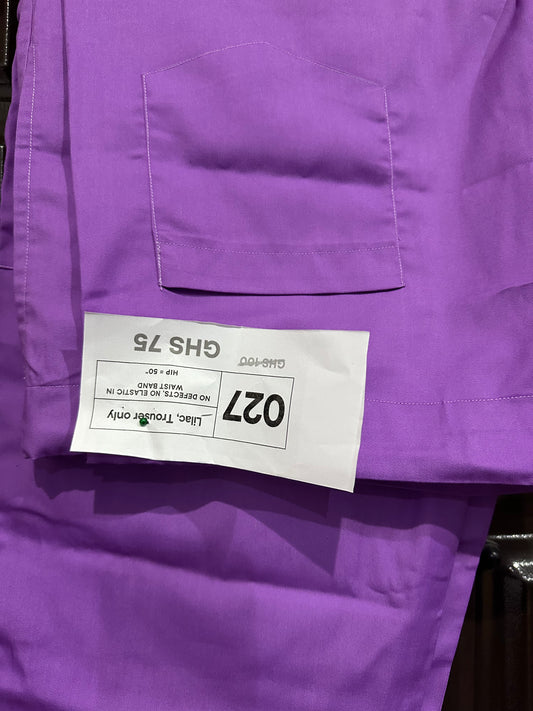 027
Lilac, Trouser only
NO DEFECTS, NO ELASTIC IN
WAIST BAND
HIP = 50"
GHS 100
GHS 75